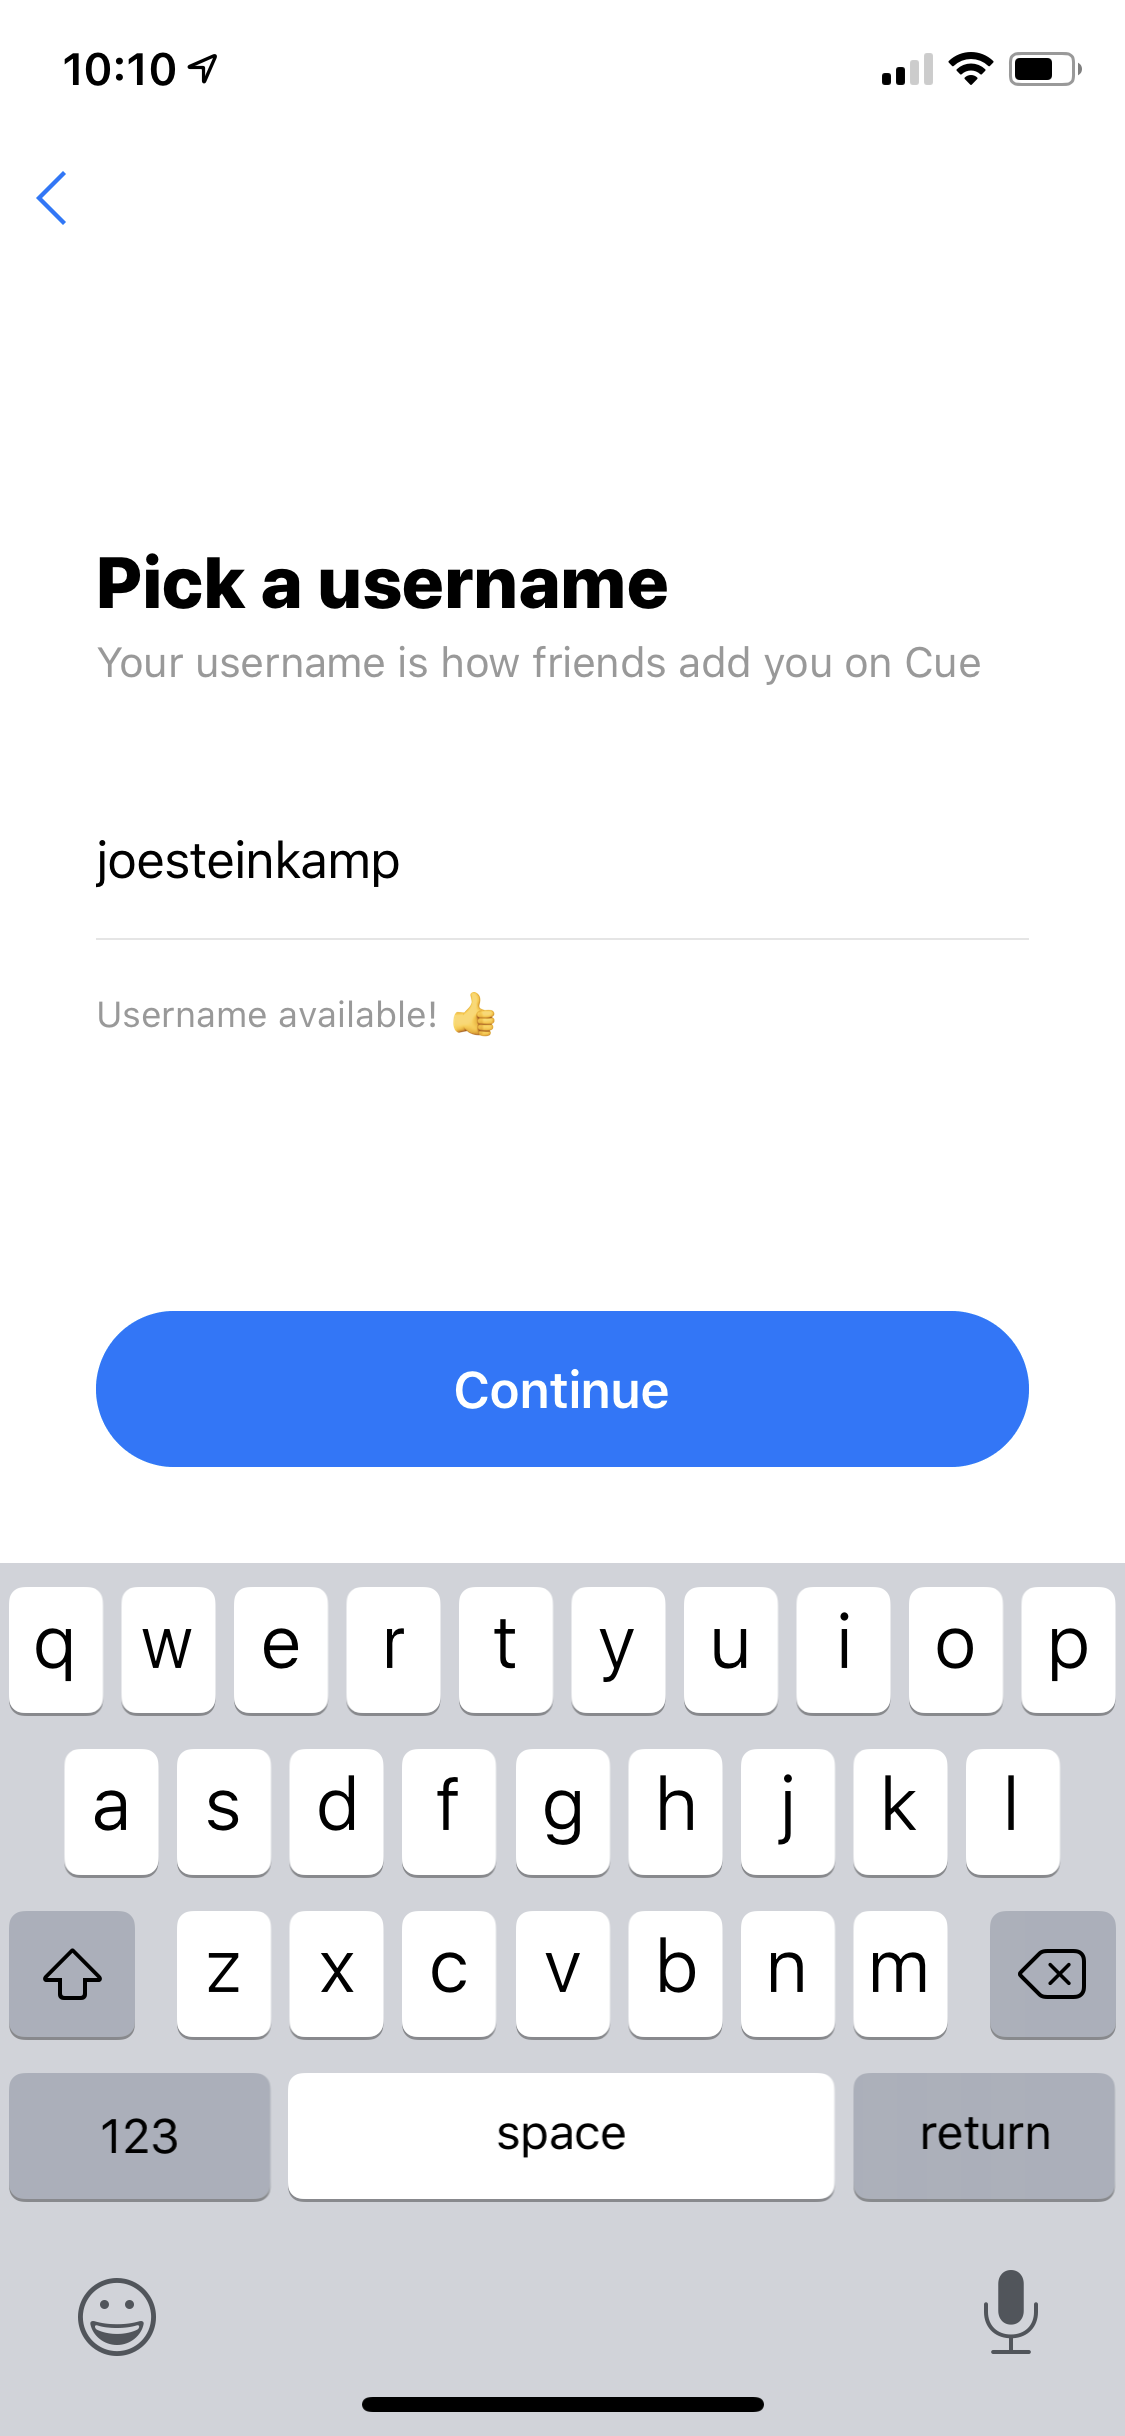 10:10
Pick a username
Your username is how friends add you on Cue
joesteinkamp
Username available! 👍
Continue
q w e r t y u i o p
a s d f g h j k l
z x c v b n m
123 space return